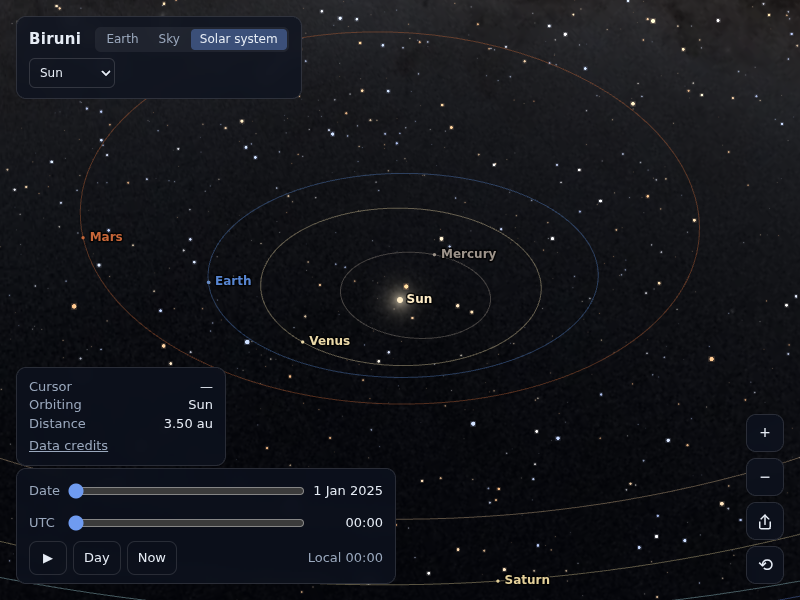 Biruni Earth Sky Solar system
Sun
Mars
Mercury
Earth
Sun
Venus
Cursor —
Orbiting Sun
Distance 3.50 au
Data credits
Date 1 Jan 2025
UTC 00:00
▶ Day Now Local 00:00
Saturn
+
−
⟲